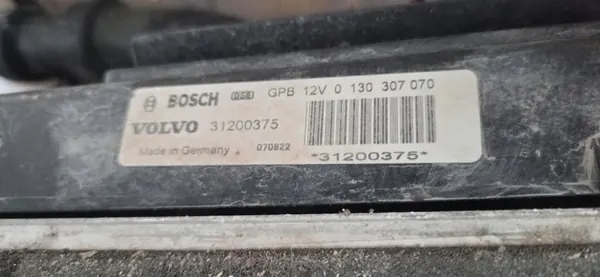 BOSCH GPB 12V 0 130 307 070
VOLVO 31200375
Made in Germany 070822 *31200375*